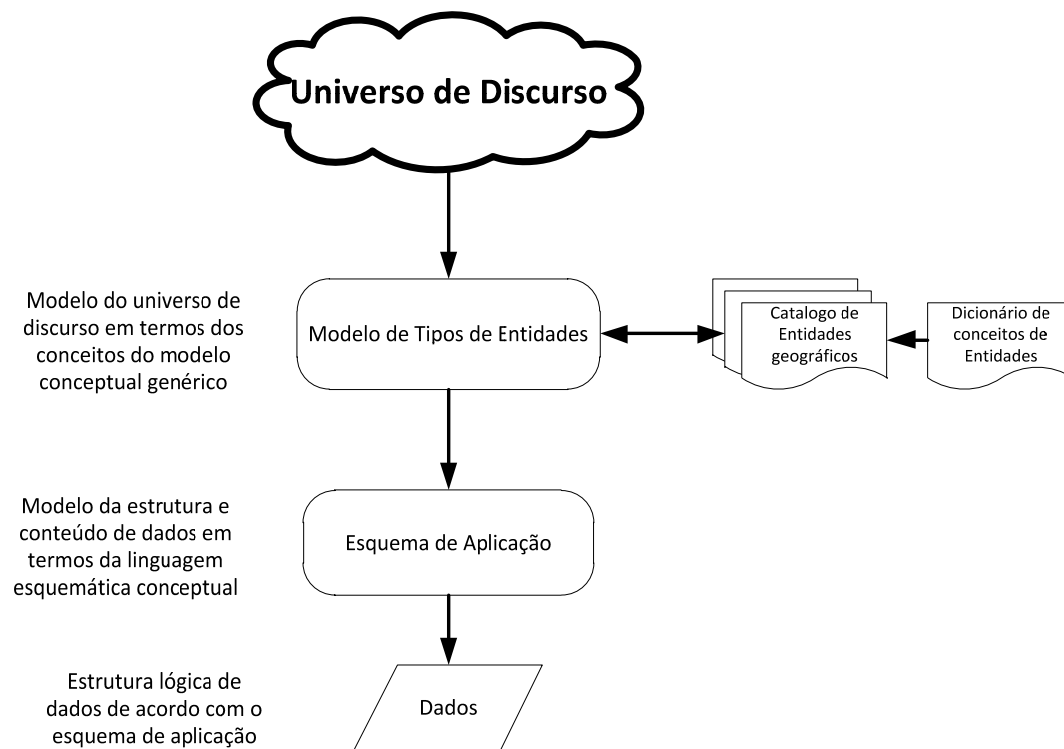 Universo de Discurso
Modelo do universo de
discurso em termos dos
conceitos do modelo
conceptual genérico
Modelo de Tipos de Entidades
Catalogo de
Entidades
geográficos
Dicionário de
conceitos de
Entidades
Modelo da estrutura e
conteúdo de dados em
termos da linguagem
esquemática conceptual
Esquema de Aplicação
Estrutura lógica de
dados de acordo com o
esquema de aplicação
Dados